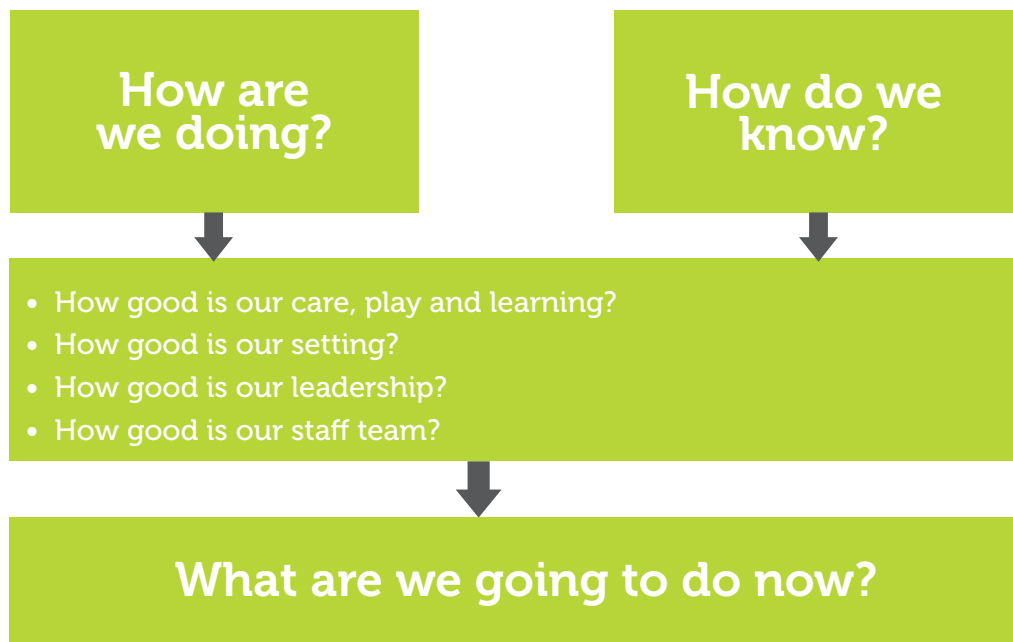 How are
we doing?
How do we
know?
• How good is our care, play and learning?
• How good is our setting?
• How good is our leadership?
• How good is our staff team?
What are we going to do now?